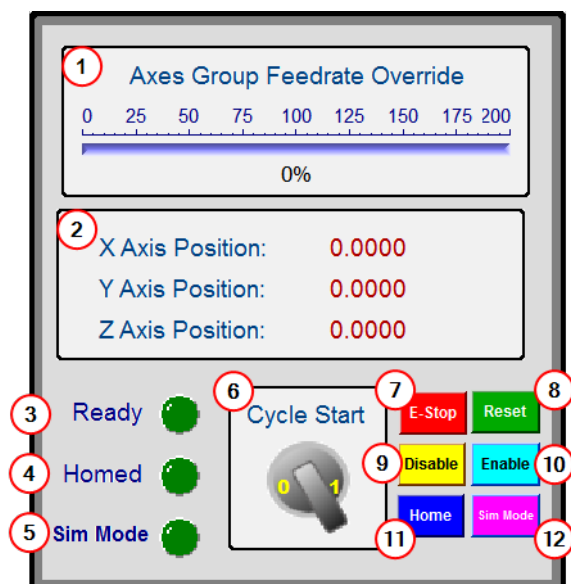 1
Axes Group Feedrate Override
0 25 50 75 100 125 150 175 200
0%
2
X Axis Position: 0.0000
Y Axis Position: 0.0000
Z Axis Position: 0.0000
3 Ready
4 Homed
5 Sim Mode
6
Cycle Start
0 1
7 E-Stop
8 Reset
9 Disable
10 Enable
11 Home
12 Sim Mode